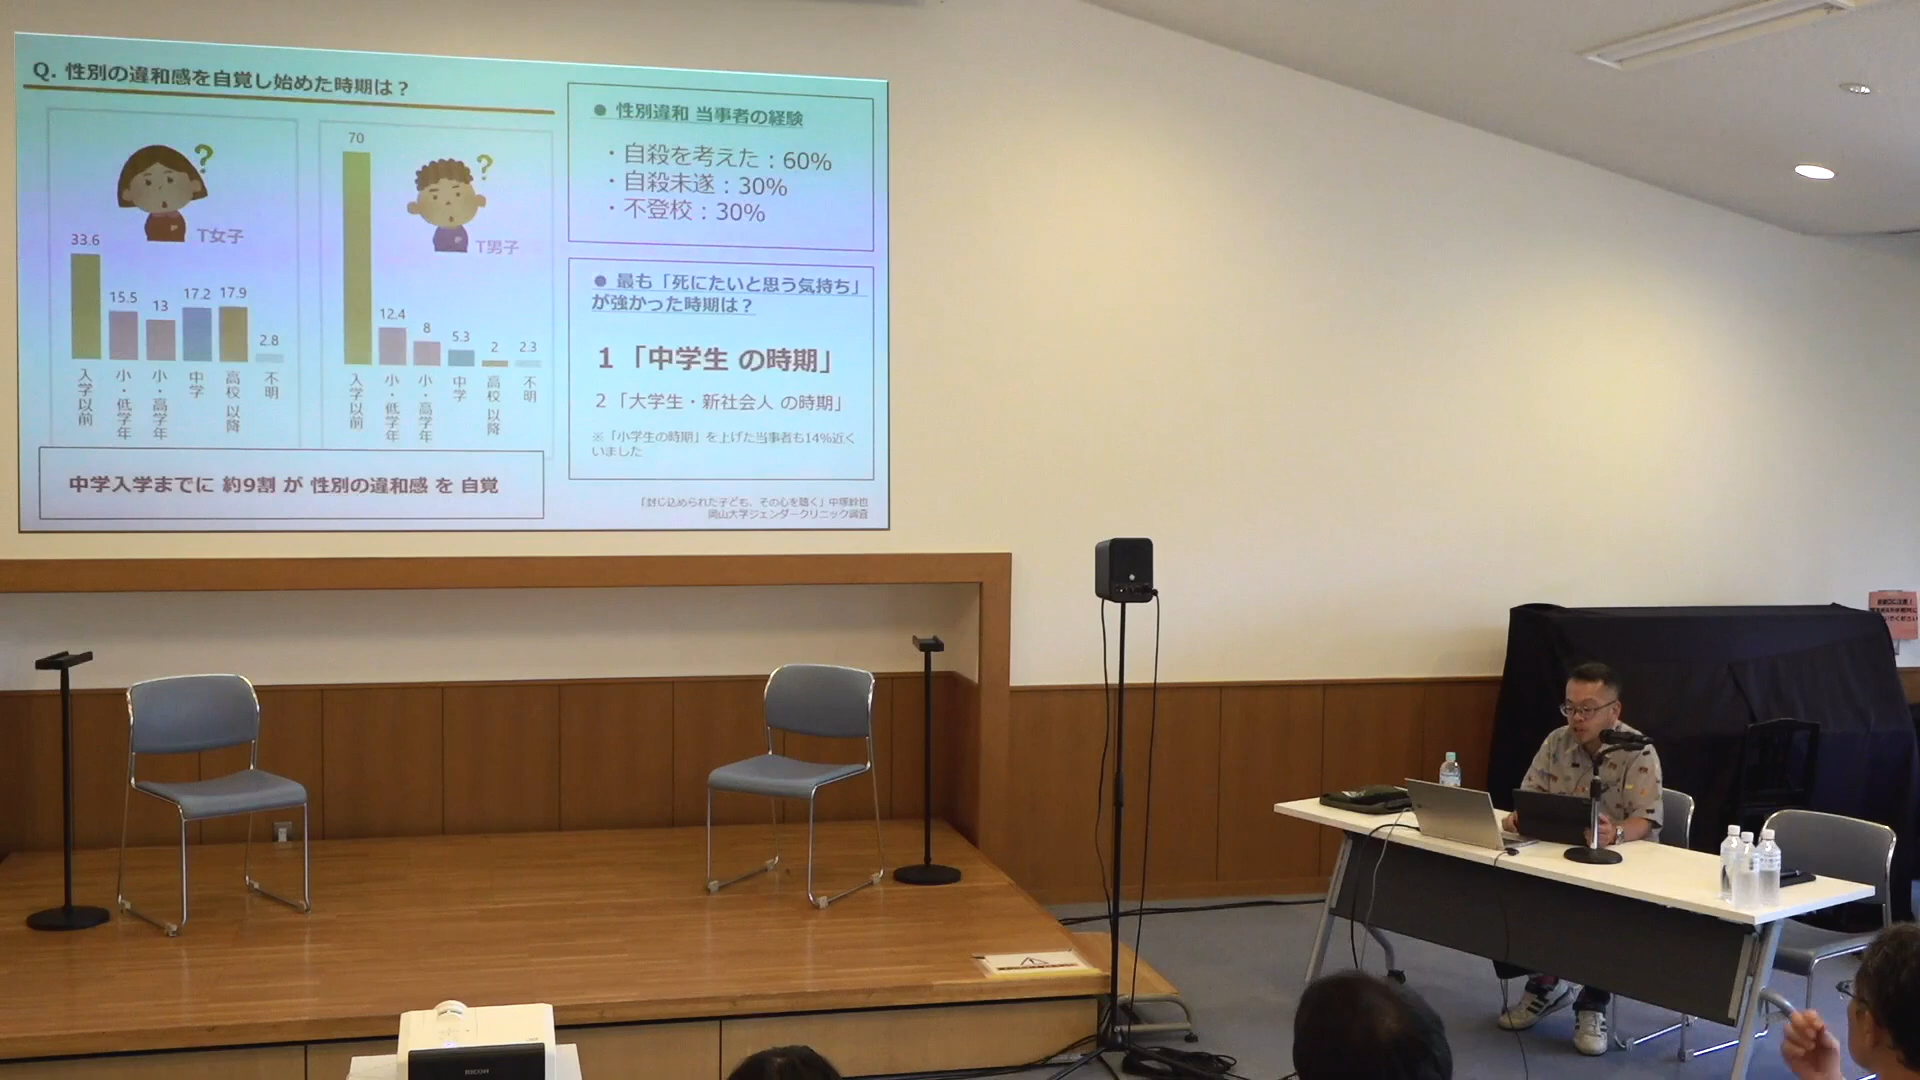 Q. 性別の違和感を自覚し始めた時期は？
T女子
33.6
15.5
13
17.2
17.9
2.8
入学以前
小・低学年
小・高学年
中学
高校 以降
不明
T男子
70
12.4
8
5.3
2
2.3
入学以前
小・低学年
小・高学年
中学
高校 以降
不明
中学入学までに 約9割 が 性別の違和感 を 自覚
● 性別違和 当事者の経験
・自殺を考えた：60%
・自殺未遂：30%
・不登校：30%
● 最も「死にたいと思う気持ち」
が強かった時期は？
1 「中学生 の時期」
2 「大学生・新社会人 の時期」
※「小学生の時期」を上げた当事者も14%近く
いました
「封じ込められた子ども、その心を聴く」中塚幹也
岡山大学ジェンダークリニック調査
RICOH